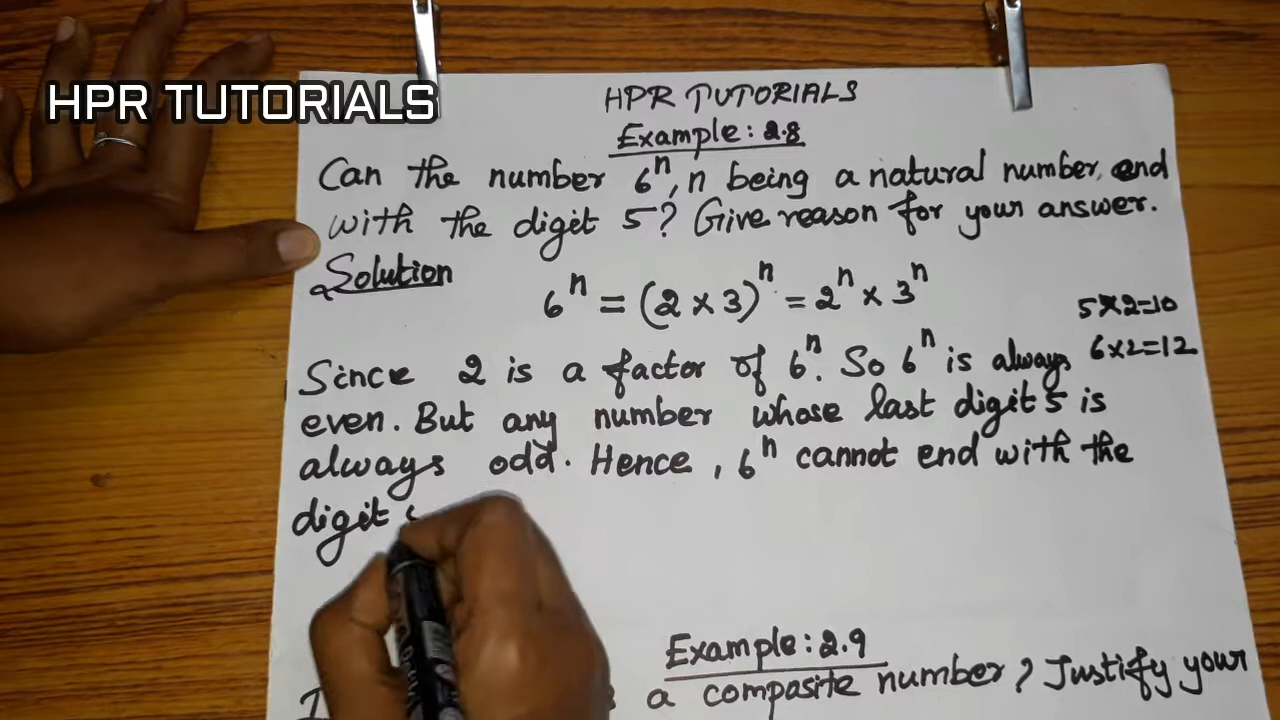 HPR TUTORIALS
HPR TUTORIALS
Example: 2.8
Can the number 6ⁿ, n being a natural number, end
with the digit 5? Give reason for your answer.
Solution
6ⁿ = (2 × 3)ⁿ = 2ⁿ × 3ⁿ
5×2=10
6×2=12
Since 2 is a factor of 6ⁿ. So 6ⁿ is always
even. But any number whose last digit 5 is
always odd. Hence, 6ⁿ cannot end with the
digit
Example: 2.9
a composite number? Justify your